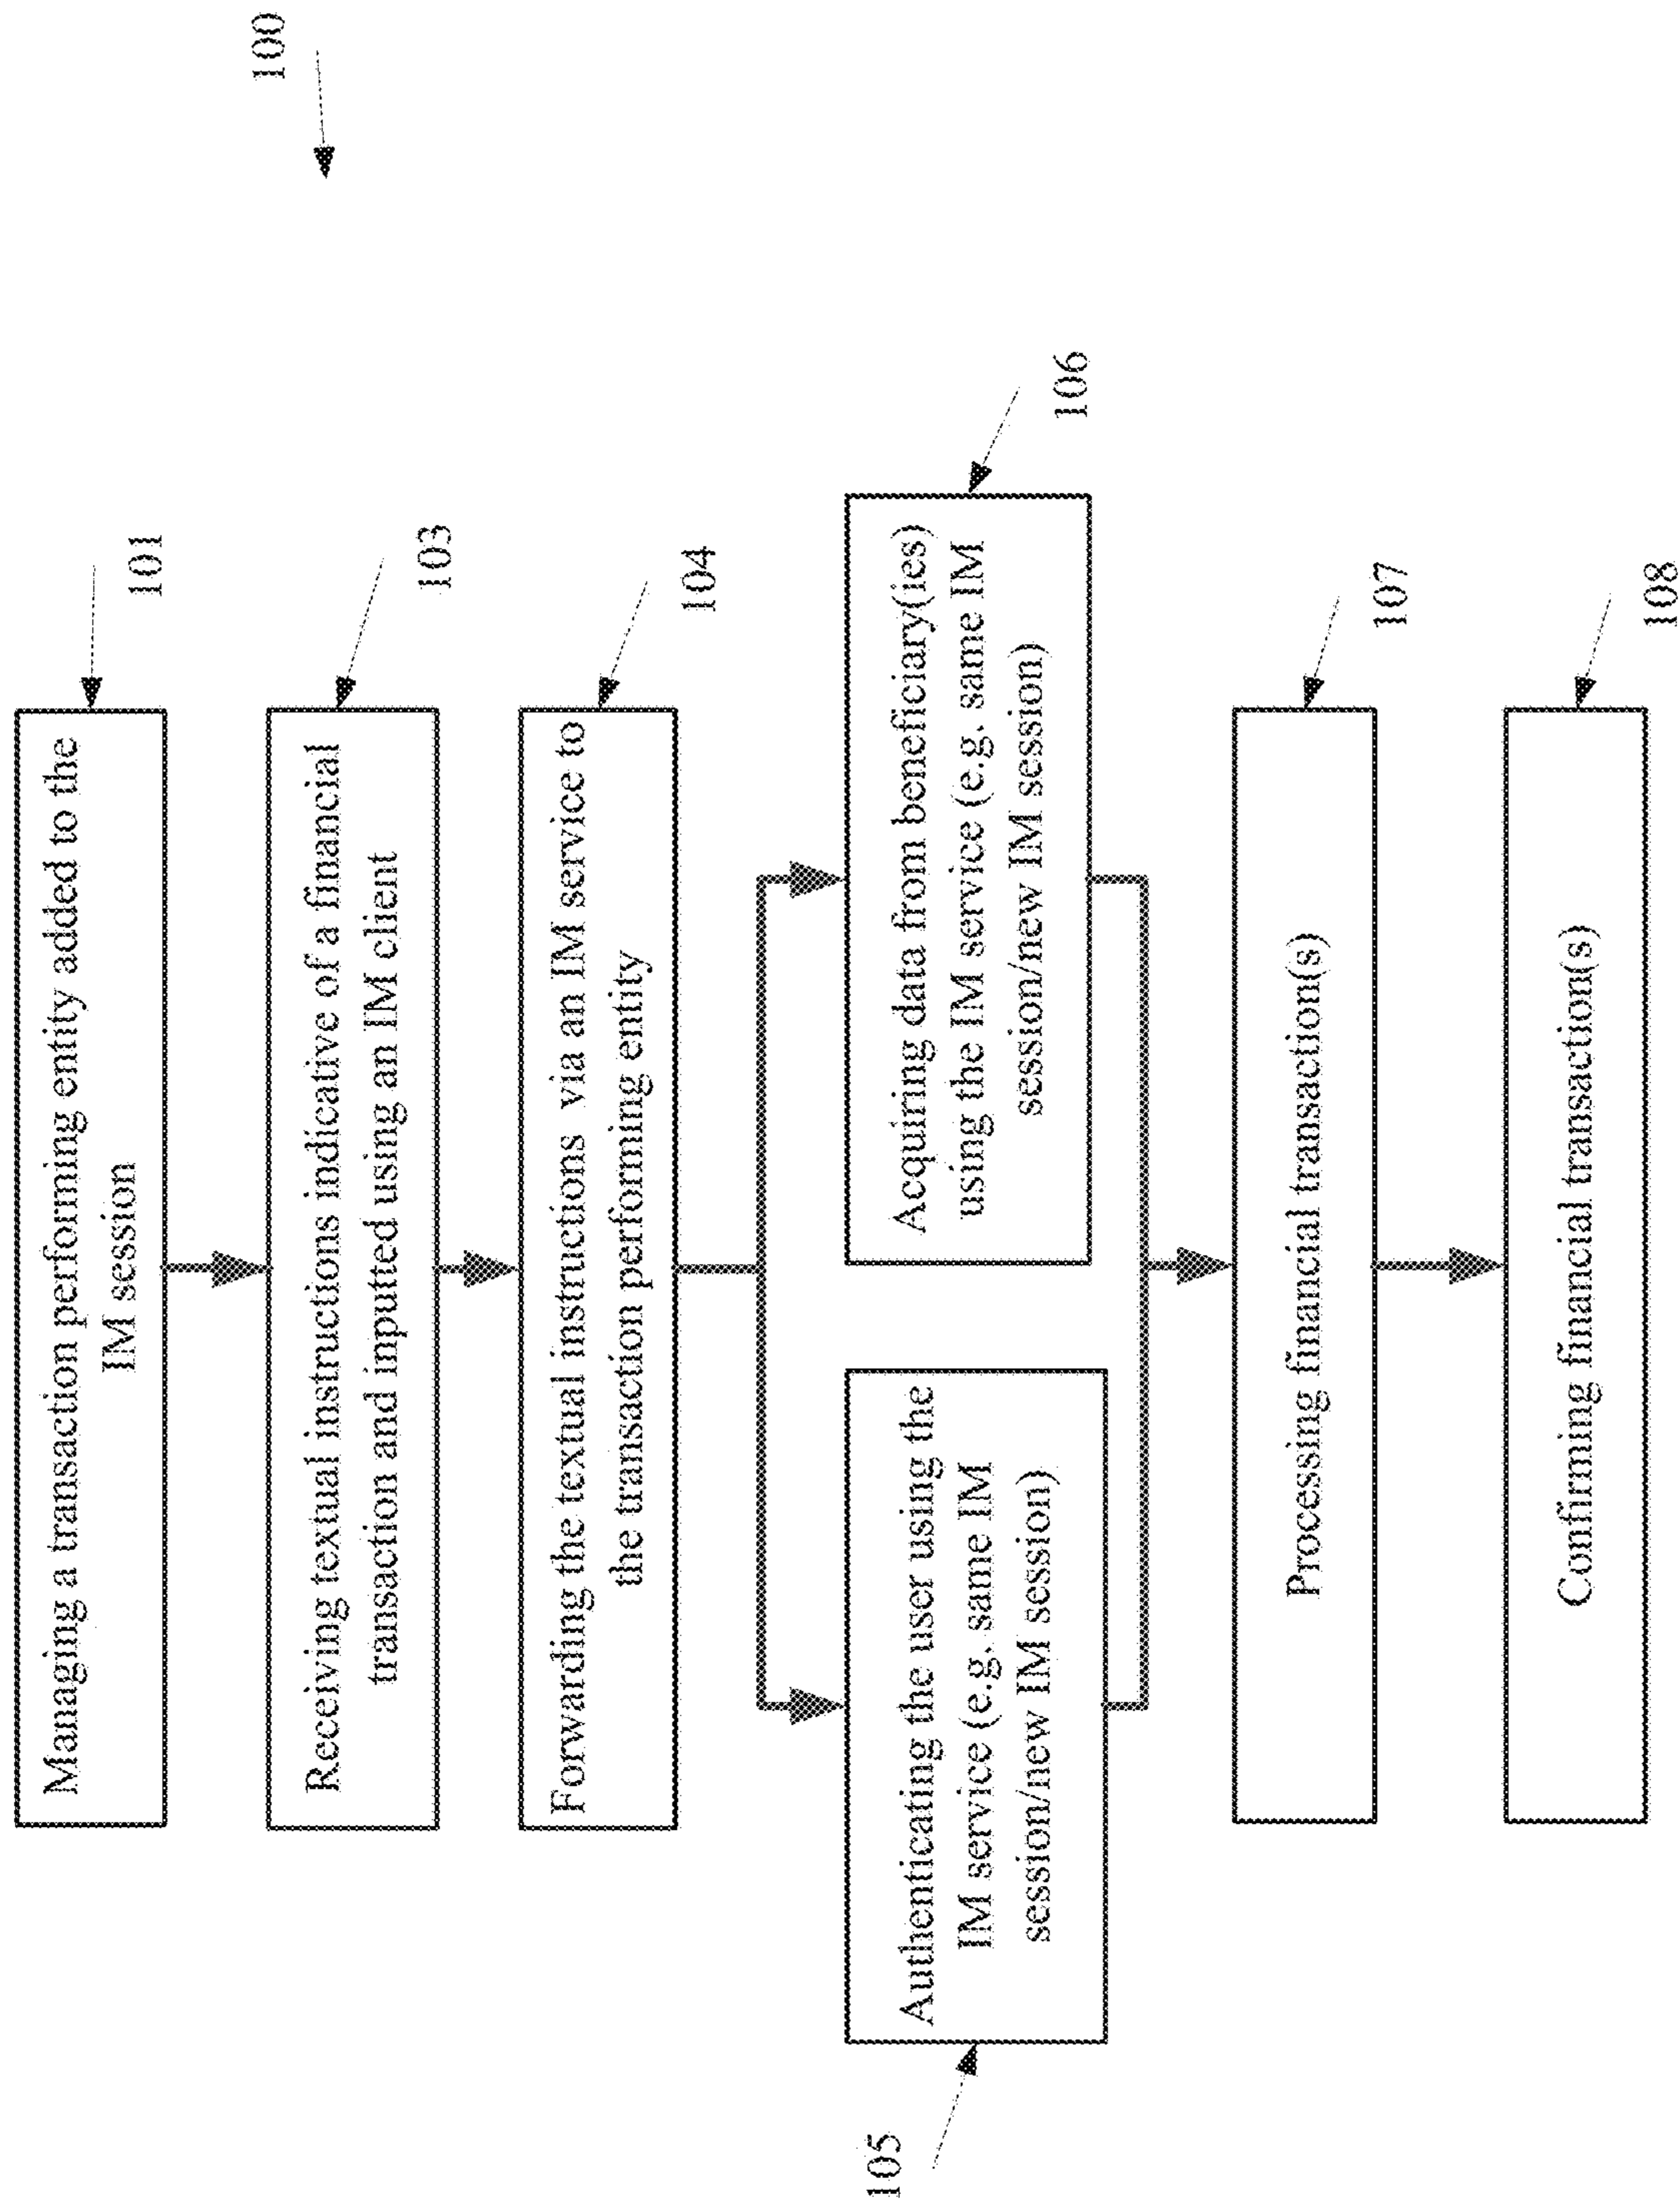 100
Managing a transaction performing entity added to the
IM session
101
Receiving textual instructions indicative of a financial
transaction and inputted using an IM client
103
Forwarding the textual instructions via an IM service to
the transaction performing entity
104
105
Authenticating the user using the
IM service (e.g. same IM
session/new IM session)
Acquiring data from beneficiary(ies)
using the IM service (e.g. same IM
session/new IM session)
106
Processing financial transaction(s)
107
Confirming financial transaction(s)
108